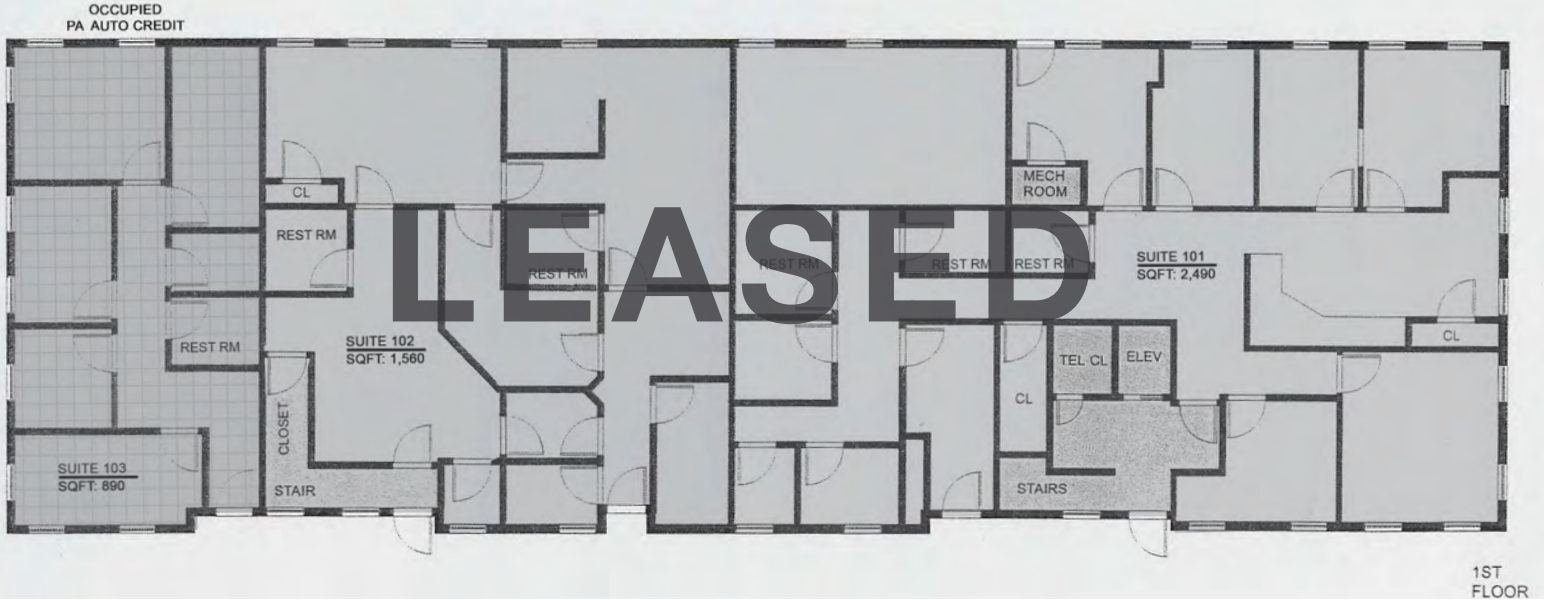 OCCUPIED
PA AUTO CREDIT
MECH
ROOM
CL
REST RM
LEASED
REST RM
REST RM
REST RM
REST RM
SUITE 101
SQFT: 2,490
REST RM
SUITE 102
SQFT: 1,560
TEL CL
ELEV
CL
CLOSET
CL
SUITE 103
SQFT: 890
STAIR
STAIRS
1ST
FLOOR